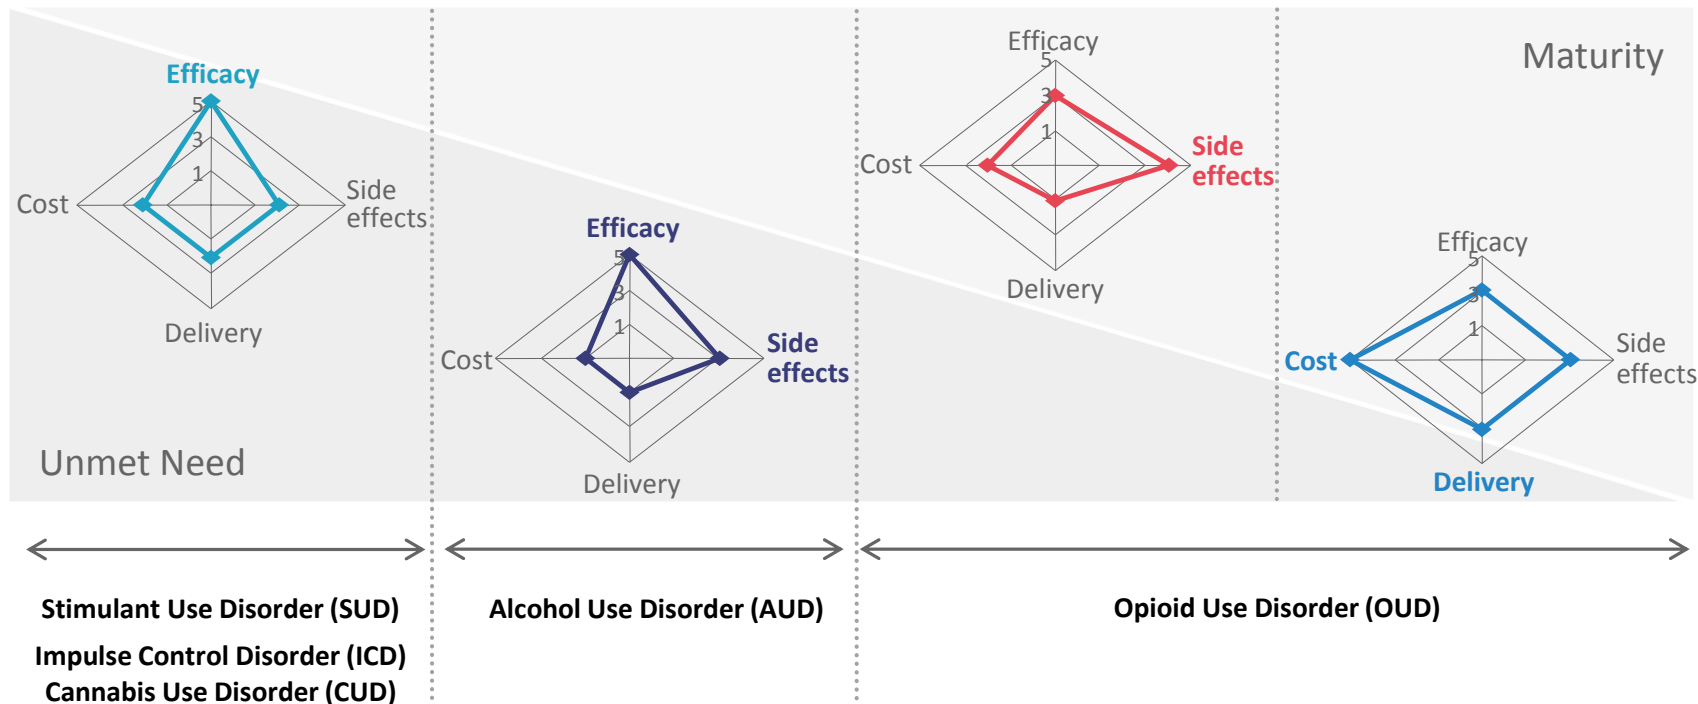 Efficacy
5
3
1
Cost
Side
effects
Delivery
Unmet Need
Efficacy
5
3
1
Cost
Side
effects
Delivery
Efficacy
5
3
1
Cost
Side
effects
Delivery
Maturity
Efficacy
5
3
1
Cost
Side
effects
Delivery
Stimulant Use Disorder (SUD)
Impulse Control Disorder (ICD)
Cannabis Use Disorder (CUD)
Alcohol Use Disorder (AUD)
Opioid Use Disorder (OUD)